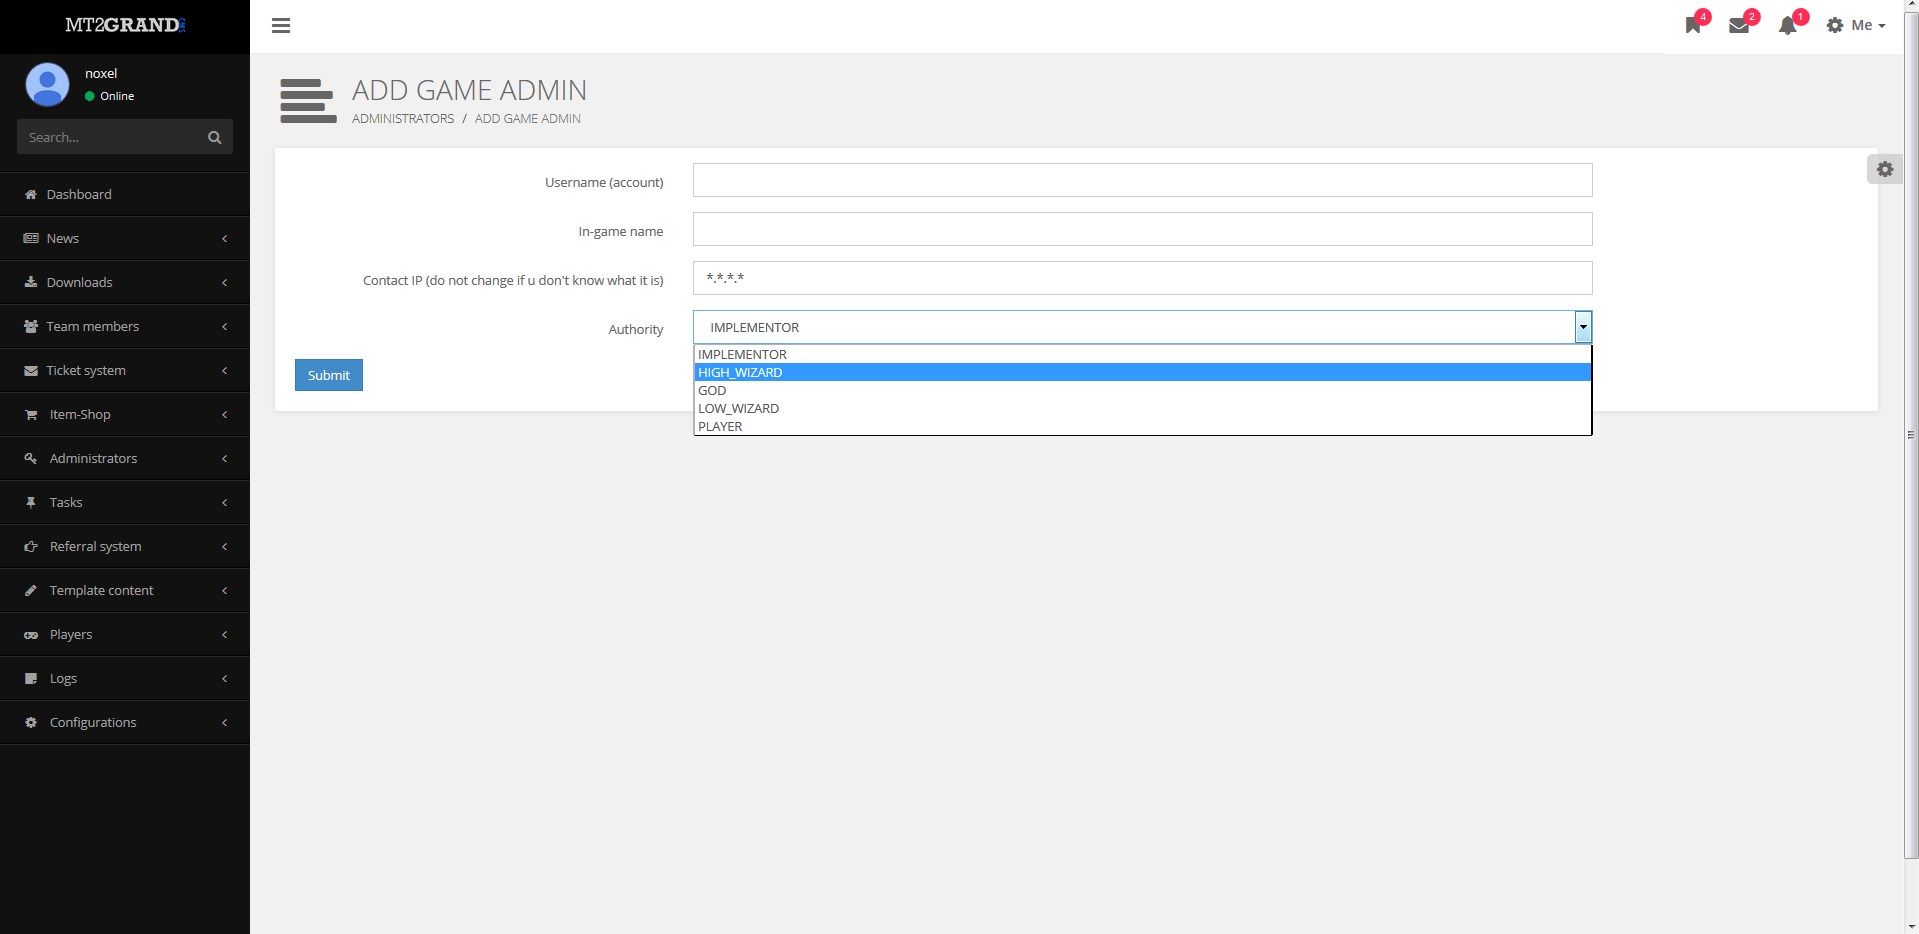 MT2GRAND
noxel
Online
Search...
Dashboard
News
Downloads
Team members
Ticket system
Item-Shop
Administrators
Tasks
Referral system
Template content
Players
Logs
Configurations
4
2
1
Me
ADD GAME ADMIN
ADMINISTRATORS / ADD GAME ADMIN
Username (account)
In-game name
Contact IP (do not change if u don't know what it is)
*.*.*.*
Authority
IMPLEMENTOR
IMPLEMENTOR
HIGH_WIZARD
GOD
LOW_WIZARD
PLAYER
Submit